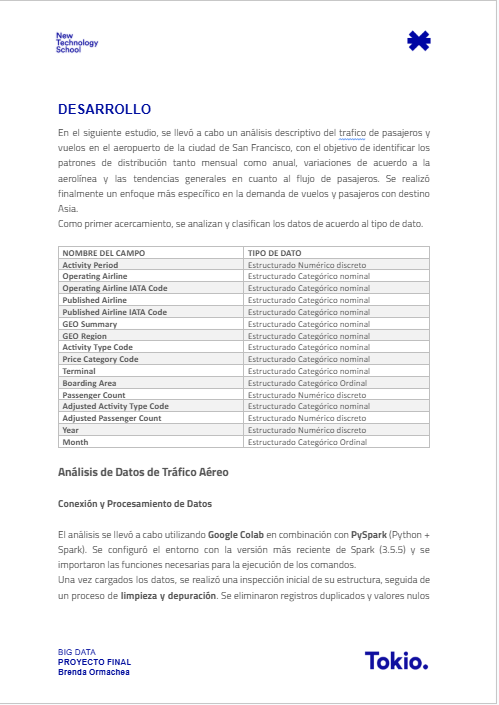 New
Technology
School
DESARROLLO
En el siguiente estudio, se llevó a cabo un análisis descriptivo del trafico de pasajeros y
vuelos en el aeropuerto de la ciudad de San Francisco, con el objetivo de identificar los
patrones de distribución tanto mensual como anual, variaciones de acuerdo a la
aerolínea y las tendencias generales en cuanto al flujo de pasajeros. Se realizó
finalmente un enfoque más específico en la demanda de vuelos y pasajeros con destino
Asia.
Como primer acercamiento, se analizan y clasifican los datos de acuerdo al tipo de dato.
NOMBRE DEL CAMPO TIPO DE DATO
Activity Period Estructurado Numérico discreto
Operating Airline Estructurado Categórico nominal
Operating Airline IATA Code Estructurado Categórico nominal
Published Airline Estructurado Categórico nominal
Published Airline IATA Code Estructurado Categórico nominal
GEO Summary Estructurado Categórico nominal
GEO Region Estructurado Categórico nominal
Activity Type Code Estructurado Categórico nominal
Price Category Code Estructurado Categórico nominal
Terminal Estructurado Categórico nominal
Boarding Area Estructurado Categórico Ordinal
Passenger Count Estructurado Numérico discreto
Adjusted Activity Type Code Estructurado Categórico nominal
Adjusted Passenger Count Estructurado Numérico discreto
Year Estructurado Numérico discreto
Month Estructurado Categórico Ordinal
Análisis de Datos de Tráfico Aéreo
Conexión y Procesamiento de Datos
El análisis se llevó a cabo utilizando Google Colab en combinación con PySpark (Python +
Spark). Se configuró el entorno con la versión más reciente de Spark (3.5.5) y se
importaron las funciones necesarias para la ejecución de los comandos.
Una vez cargados los datos, se realizó una inspección inicial de su estructura, seguida de
un proceso de limpieza y depuración. Se eliminaron registros duplicados y valores nulos
BIG DATA
PROYECTO FINAL
Brenda Ormachea
Tokio.